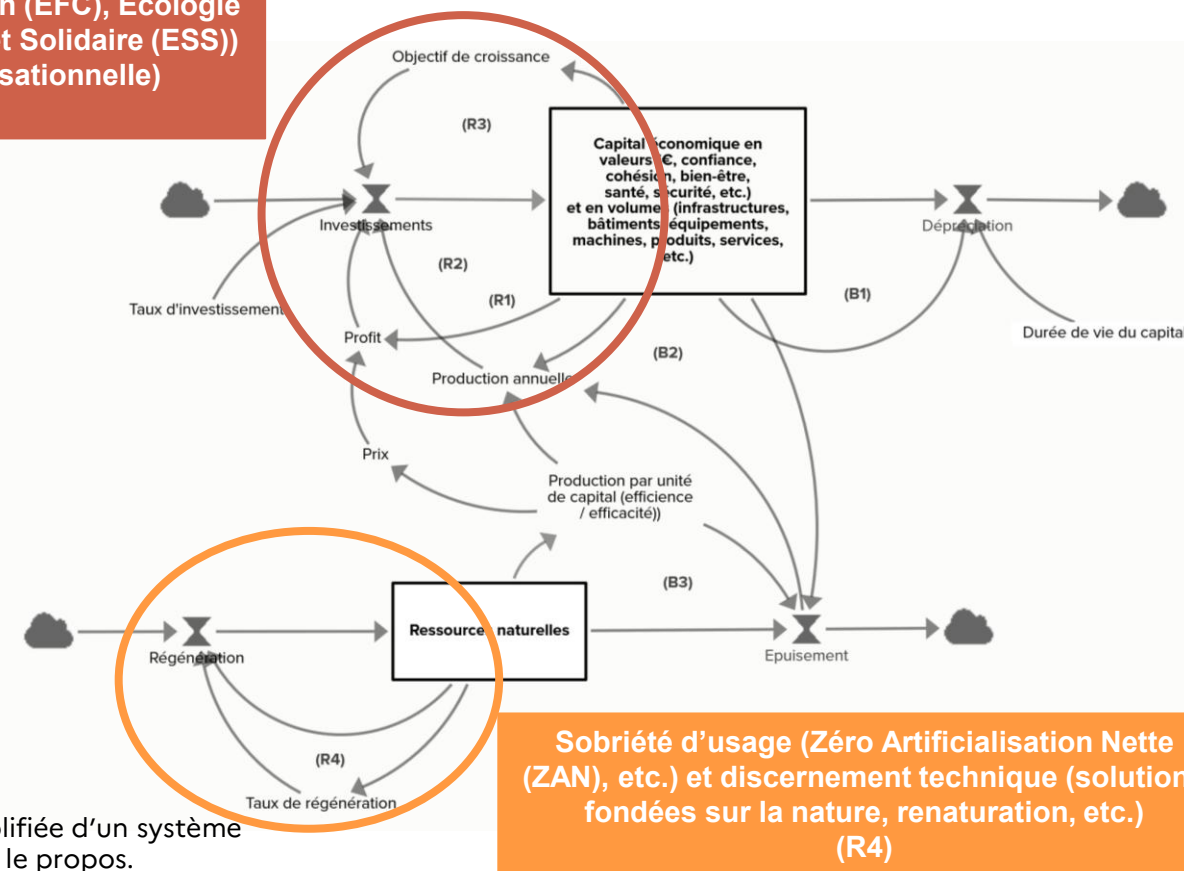 (EFC), Ecologie
et Solidaire (ESS))
Objectif de croissance
(R3)
Capital économique en
valeurs (€, confiance,
cohésion, bien-être,
santé, sécurité, etc.)
et en volumes (infrastructures,
bâtiments, équipements,
machines, produits, services,
etc.)
Investissements
Dépréciation
(R2)
(R1)
(B1)
Taux d'investissement
Durée de vie du capital
Profit
(B2)
Production annuelle
Prix
Production par unité
de capital (efficience
/ efficacité))
(B3)
Ressources naturelles
Régénération
Epuisement
(R4)
Taux de régénération
Sobriété d’usage (Zéro Artificialisation Nette
(ZAN), etc.) et discernement technique (solution
fondées sur la nature, renaturation, etc.)
(R4)
d’un système
le propos.